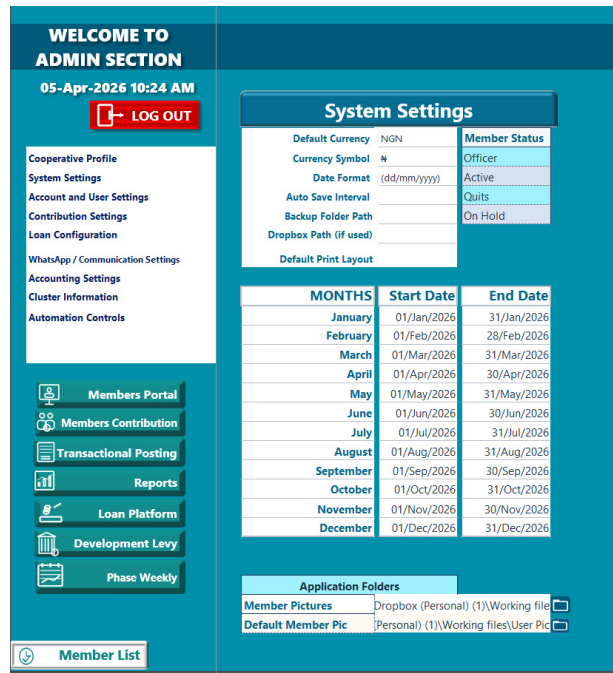 WELCOME TO
ADMIN SECTION
05-Apr-2026 10:24 AM
LOG OUT
Cooperative Profile
System Settings
Account and User Settings
Contribution Settings
Loan Configuration
WhatsApp / Communication Settings
Accounting Settings
Cluster Information
Automation Controls
Members Portal
Members Contribution
Transactional Posting
Reports
Loan Platform
Development Levy
Phase Weekly
Member List
System Settings
Default Currency NGN
Currency Symbol ₦
Date Format (dd/mm/yyyy)
Auto Save Interval
Backup Folder Path
Dropbox Path (if used)
Default Print Layout
Member Status
Officer
Active
Quits
On Hold
MONTHS Start Date End Date
January 01/Jan/2026 31/Jan/2026
February 01/Feb/2026 28/Feb/2026
March 01/Mar/2026 31/Mar/2026
April 01/Apr/2026 30/Apr/2026
May 01/May/2026 31/May/2026
June 01/Jun/2026 30/Jun/2026
July 01/Jul/2026 31/Jul/2026
August 01/Aug/2026 31/Aug/2026
September 01/Sep/2026 30/Sep/2026
October 01/Oct/2026 31/Oct/2026
November 01/Nov/2026 30/Nov/2026
December 01/Dec/2026 31/Dec/2026
Application Folders
Member Pictures Dropbox (Personal) (1)\Working file
Default Member Pic (Personal) (1)\Working files\User Pic